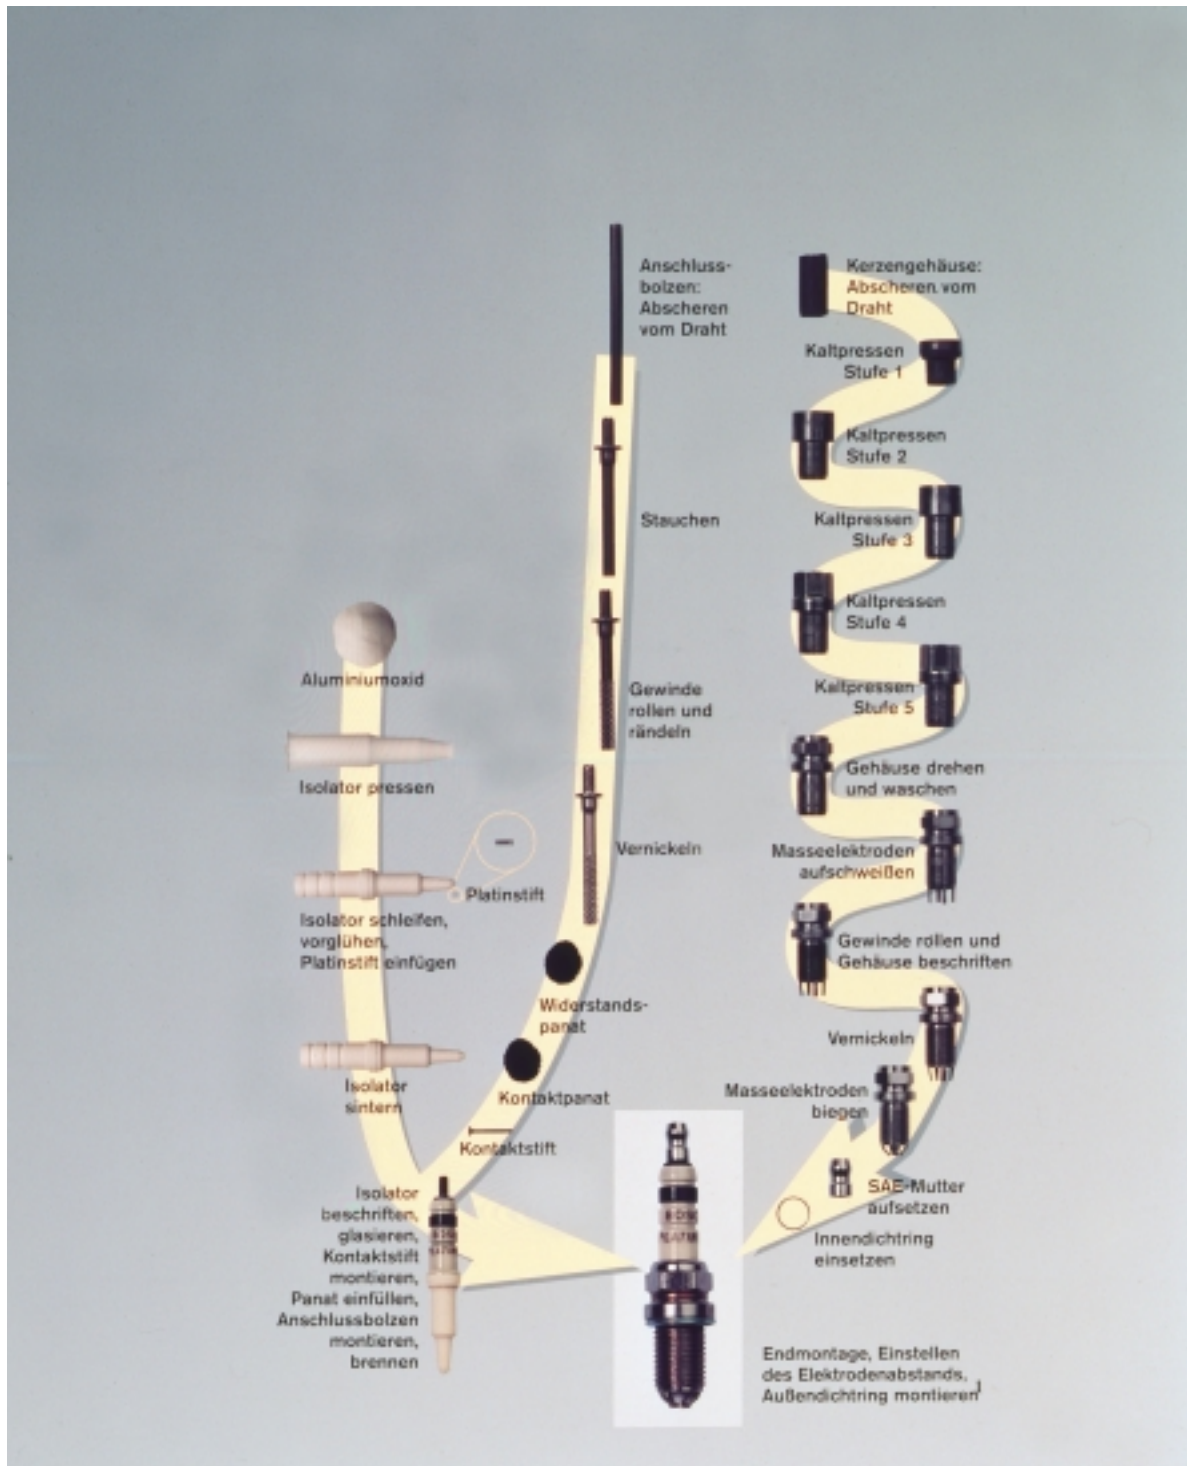 Anschluss-
bolzen:
Abscheren
vom Draht
Stauchen
Gewinde
rollen und
rändeln
Vernickeln
Widerstands-
panat
Kontaktpanat
Kontaktstift
Aluminiumoxid
Isolator pressen
Platinstift
Isolator schleifen,
vorglühen,
Platinstift einfügen
Isolator
sintern
Isolator
beschriften,
glasieren,
Kontaktstift
montieren,
Panat einfüllen,
Anschlussbolzen
montieren,
brennen
Kerzengehäuse:
Abscheren vom
Draht
Kaltpressen
Stufe 1
Kaltpressen
Stufe 2
Kaltpressen
Stufe 3
Kaltpressen
Stufe 4
Kaltpressen
Stufe 5
Gehäuse drehen
und waschen
Masseelektroden
aufschweißen
Gewinde rollen und
Gehäuse beschriften
Vernickeln
Masseelektroden
biegen
SAE-Mutter
aufsetzen
Innendichtring
einsetzen
Endmontage, Einstellen
des Elektrodenabstands,
Außendichtring montieren